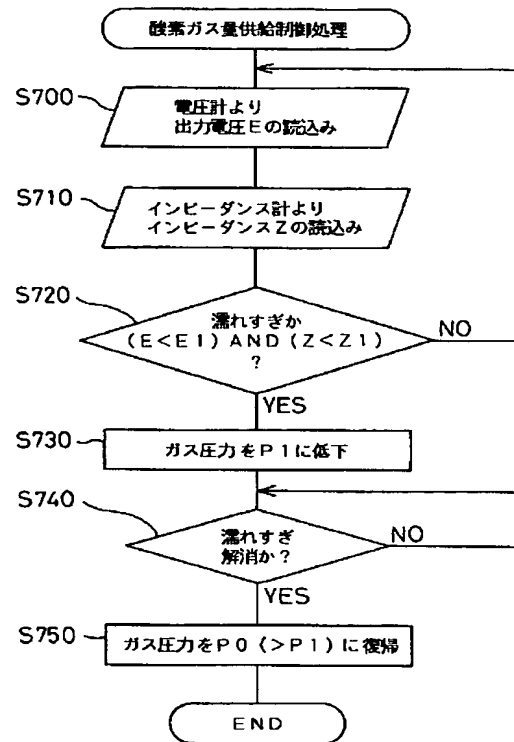 酸素ガス量供給制御処理
S700
電圧計より
出力電圧Eの読込み
S710
インピーダンス計より
インピーダンスZの読込み
S720
濡れすぎか
(E<E1) AND (Z<Z1)
?
NO
YES
S730
ガス圧力をP1に低下
S740
濡れすぎ
解消か?
NO
YES
S750
ガス圧力をP0 (>P1) に復帰
END